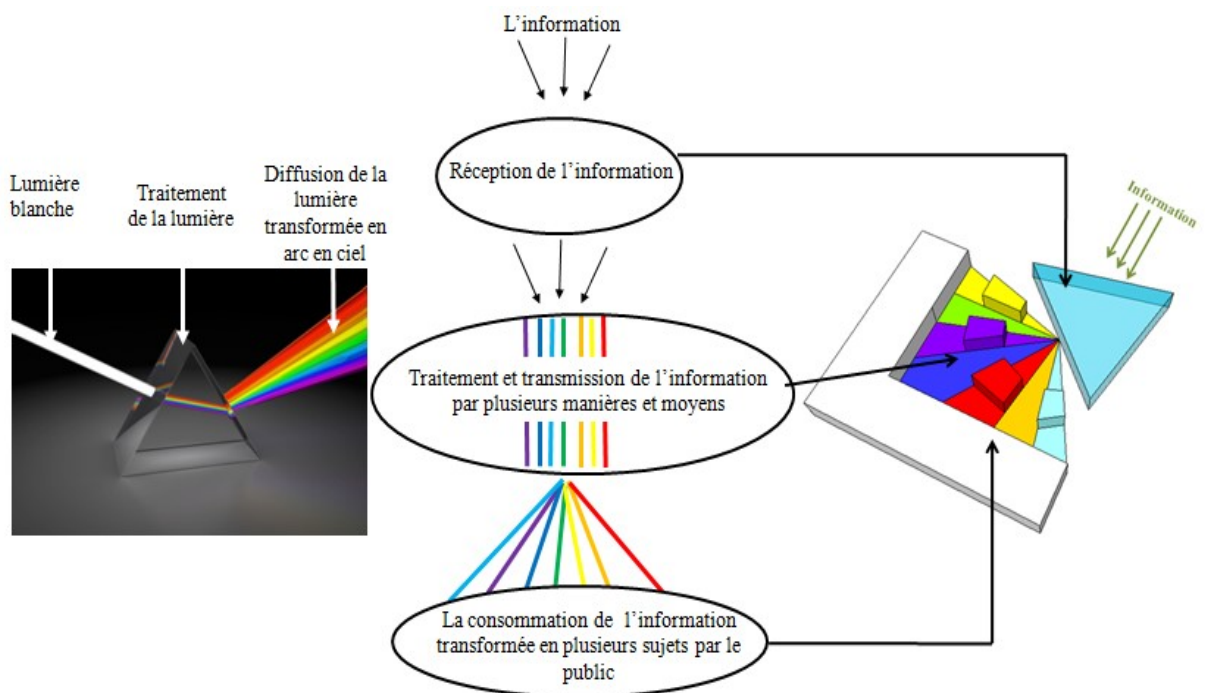 L'information
Réception de l'information
Lumière
blanche
Traitement
de la lumière
Diffusion de la
lumière
transformée en
arc en ciel
Information
Traitement et transmission de l'information
par plusieurs manières et moyens
La consommation de l'information
transformée en plusieurs sujets par le
public